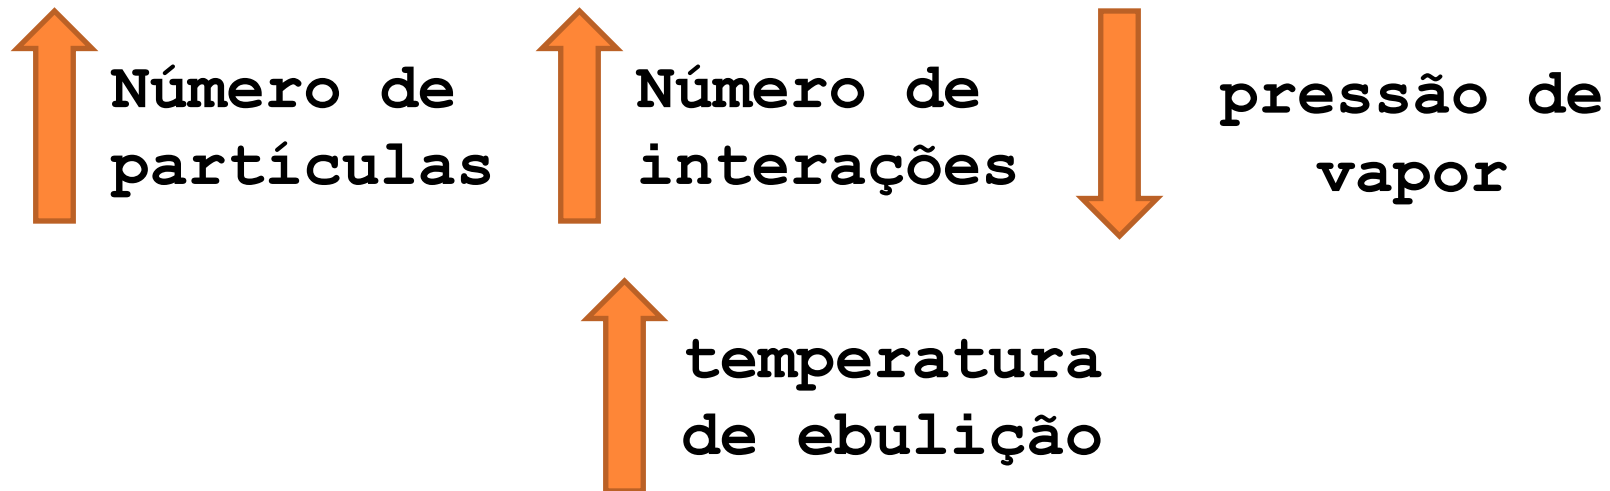 Número de
partículas
Número de
interações
pressão de
vapor
temperatura
de ebulição